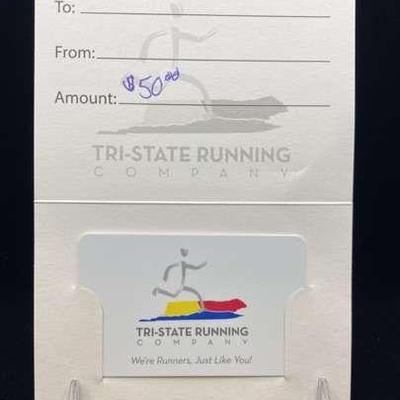 To:
From:
Amount: $50.00
TRI-STATE RUNNING
COMPANY
TRI-STATE RUNNING
COMPANY
We're Runners, Just Like You!